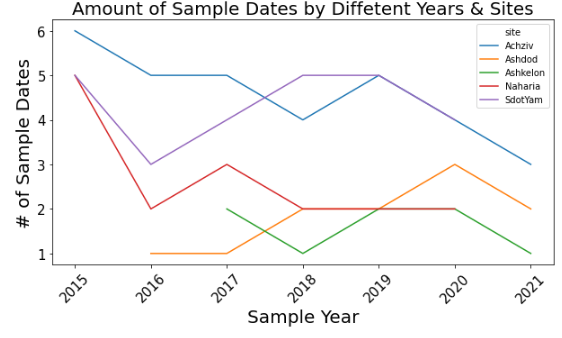 Amount of Sample Dates by Diffetent Years & Sites
# of Sample Dates
6
5
4
3
2
1
site
Achziv
Ashdod
Ashkelon
Naharia
SdotYam
2015
2016
2017
2018
2019
2020
2021
Sample Year